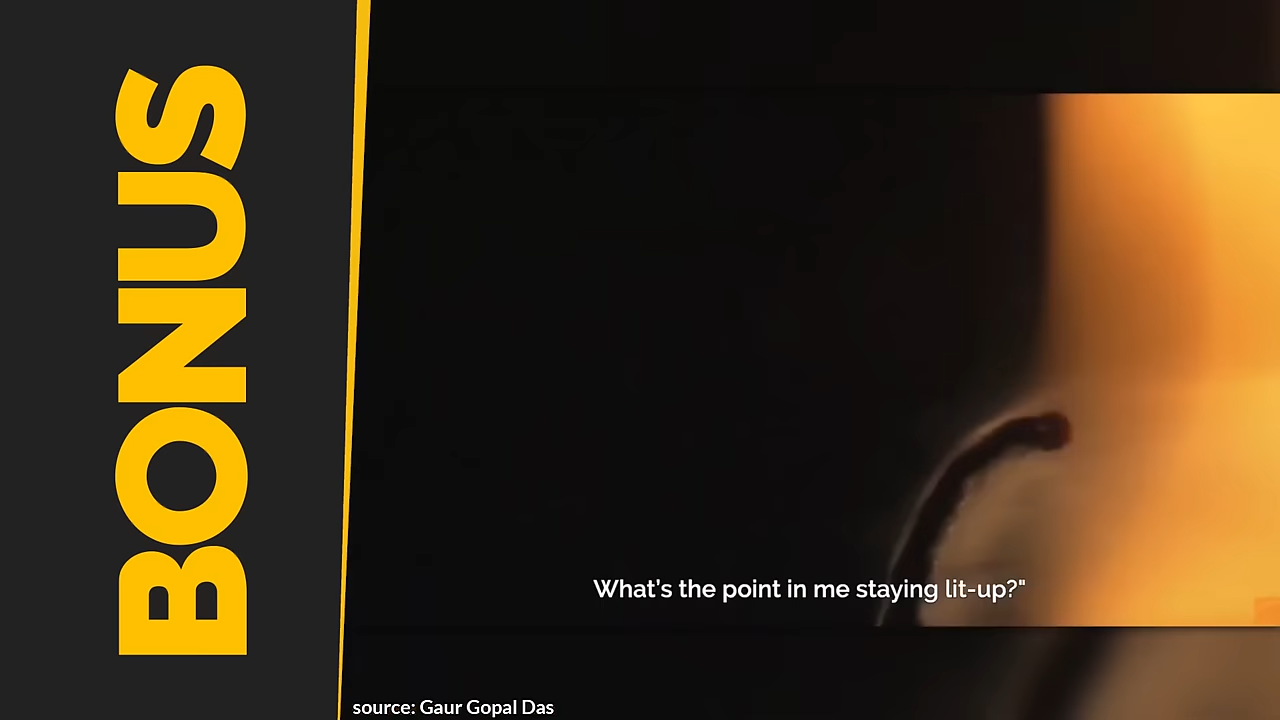 BONUS
What's the point in me staying lit-up?"
source: Gaur Gopal Das